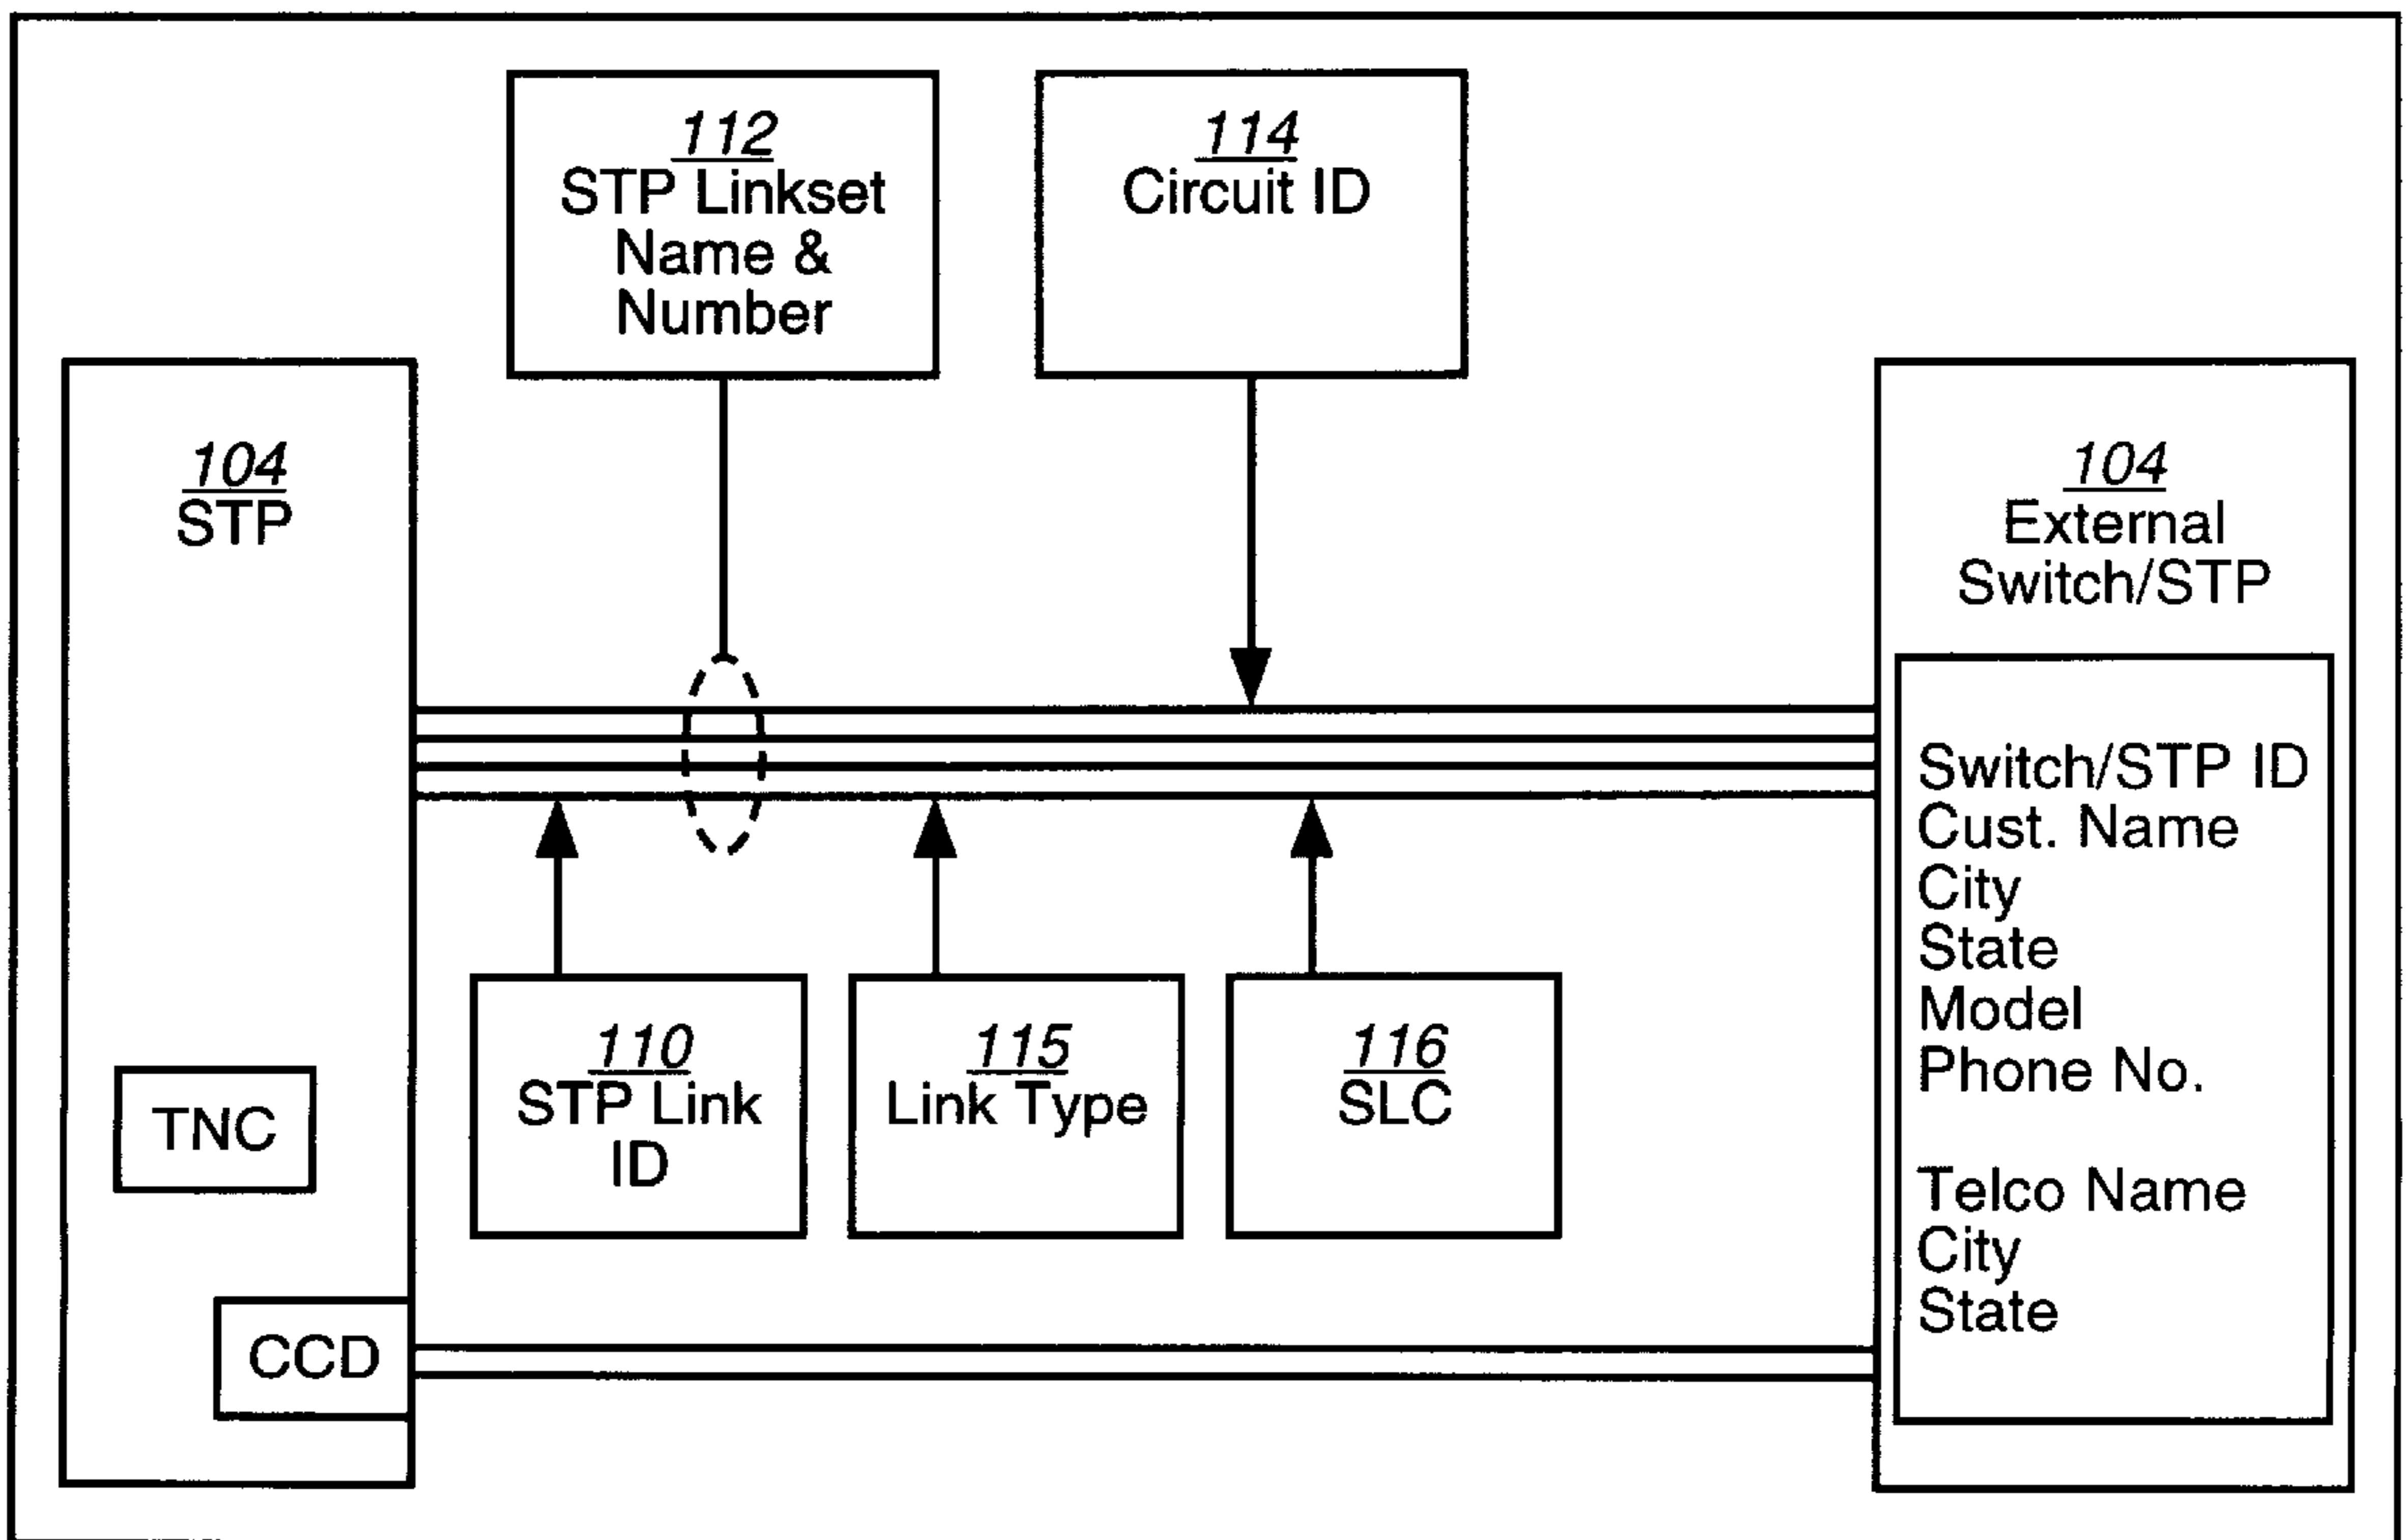 112
STP Linkset
Name &
Number
114
Circuit ID
104
STP
104
External
Switch/STP
Switch/STP ID
Cust. Name
City
State
Model
Phone No.
Telco Name
City
State
110
STP Link
ID
115
Link Type
116
SLC
TNC
CCD